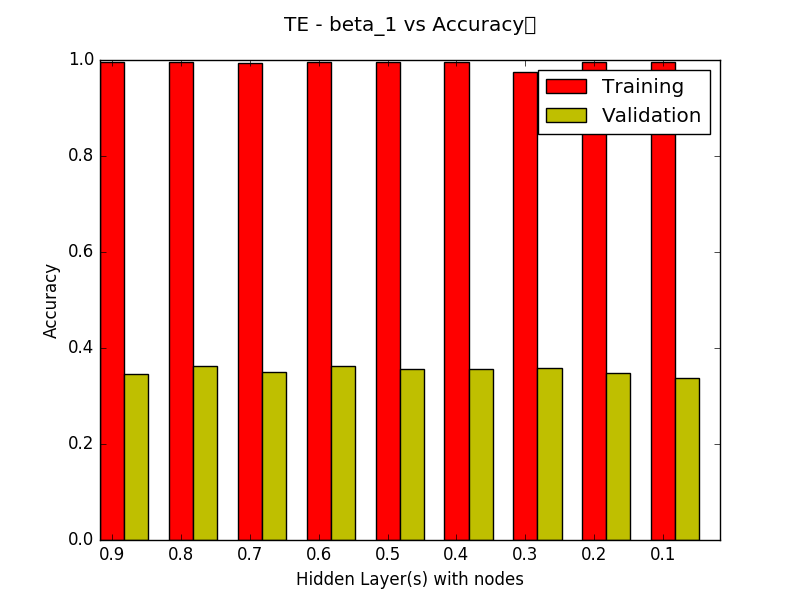 TE - beta_1 vs Accuracy
Training
Validation
1.0
0.8
0.6
0.4
0.2
0.0
Accuracy
0.9 0.8 0.7 0.6 0.5 0.4 0.3 0.2 0.1
Hidden Layer(s) with nodes